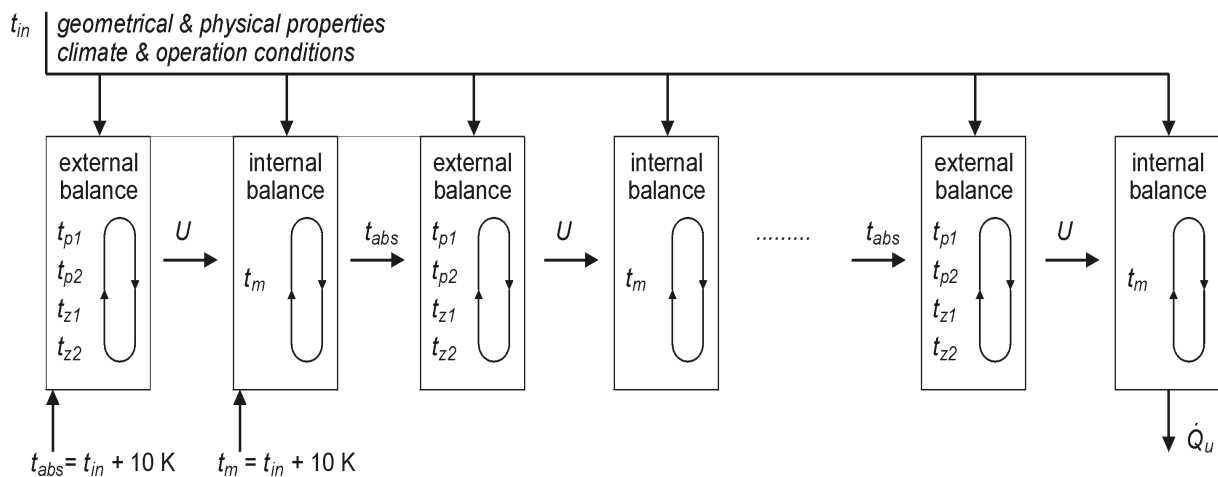 t_in geometrical & physical properties
climate & operation conditions
external balance
internal balance
external balance
internal balance
external balance
internal balance
t_p1 U t_abs t_p1 U ......... t_abs t_p1 U
t_p2 t_m t_p2 t_m t_p2 t_m
t_z1 t_z1 t_z1
t_z2 t_z2 t_z2
t_abs= t_in + 10 K t_m = t_in + 10 K Q̇_u